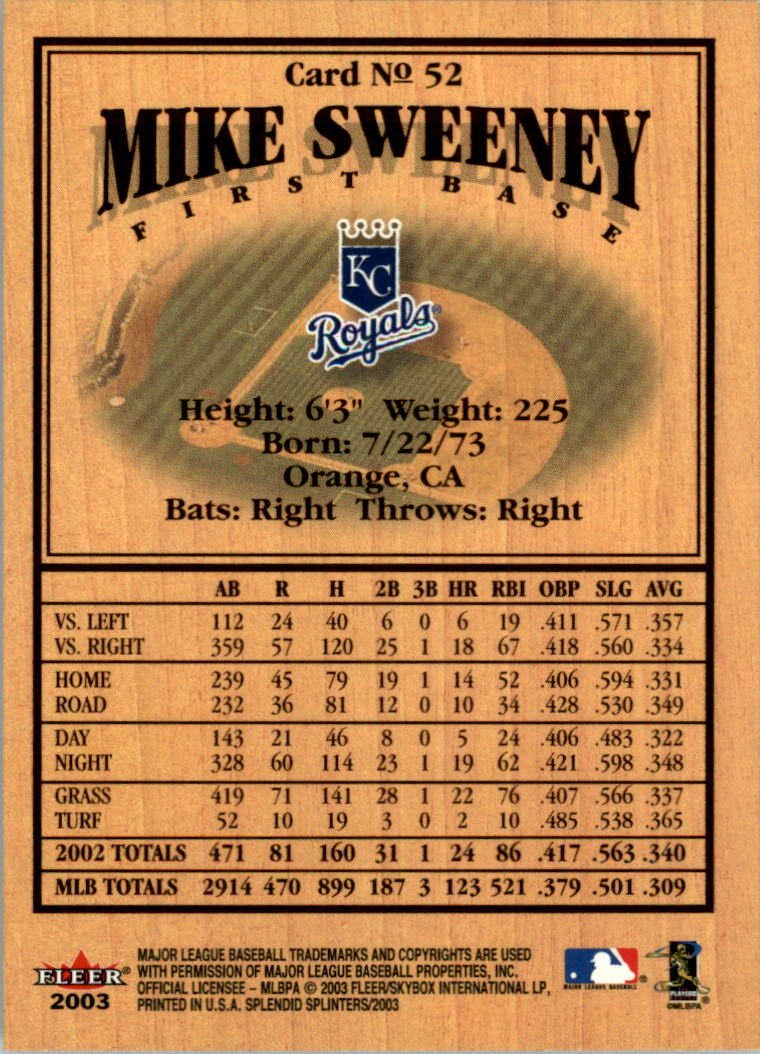 Card Nº 52
MIKE SWEENEY
FIRST BASE
KC
Royals®
Height: 6'3" Weight: 225
Born: 7/22/73
Orange, CA
Bats: Right Throws: Right
AB R H 2B 3B HR RBI OBP SLG AVG
VS. LEFT 112 24 40 6 0 6 19 .411 .571 .357
VS. RIGHT 359 57 120 25 1 18 67 .418 .560 .334
HOME 239 45 79 19 1 14 52 .406 .594 .331
ROAD 232 36 81 12 0 10 34 .428 .530 .349
DAY 143 21 46 8 0 5 24 .406 .483 .322
NIGHT 328 60 114 23 1 19 62 .421 .598 .348
GRASS 419 71 141 28 1 22 76 .407 .566 .337
TURF 52 10 19 3 0 2 10 .485 .538 .365
2002 TOTALS 471 81 160 31 1 24 86 .417 .563 .340
MLB TOTALS 2914 470 899 187 3 123 521 .379 .501 .309
FLEER®
2003
MAJOR LEAGUE BASEBALL TRADEMARKS AND COPYRIGHTS ARE USED
WITH PERMISSION OF MAJOR LEAGUE BASEBALL PROPERTIES, INC.
OFFICIAL LICENSEE – MLBPA © 2003 FLEER/SKYBOX INTERNATIONAL LP,
PRINTED IN U.S.A. SPLENDID SPLINTERS/2003
MAJOR LEAGUE BASEBALL®
PLAYERS
©MLBPA®